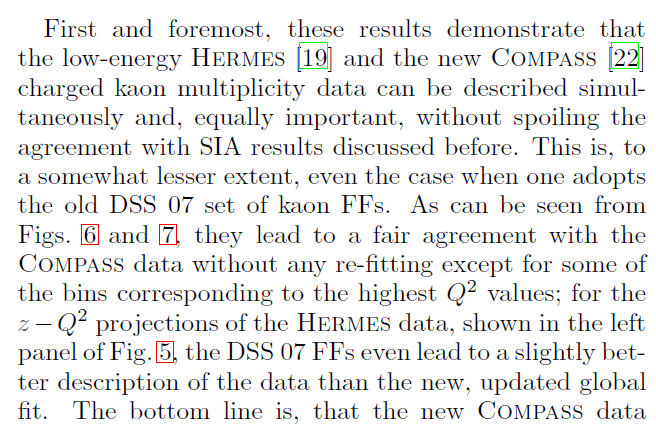 First and foremost, these results demonstrate that
the low-energy HERMES [19] and the new COMPASS [22]
charged kaon multiplicity data can be described simul-
taneously and, equally important, without spoiling the
agreement with SIA results discussed before. This is, to
a somewhat lesser extent, even the case when one adopts
the old DSS 07 set of kaon FFs. As can be seen from
Figs. 6 and 7, they lead to a fair agreement with the
COMPASS data without any re-fitting except for some of
the bins corresponding to the highest Q² values; for the
z − Q² projections of the HERMES data, shown in the left
panel of Fig. 5, the DSS 07 FFs even lead to a slightly bet-
ter description of the data than the new, updated global
fit. The bottom line is, that the new COMPASS data